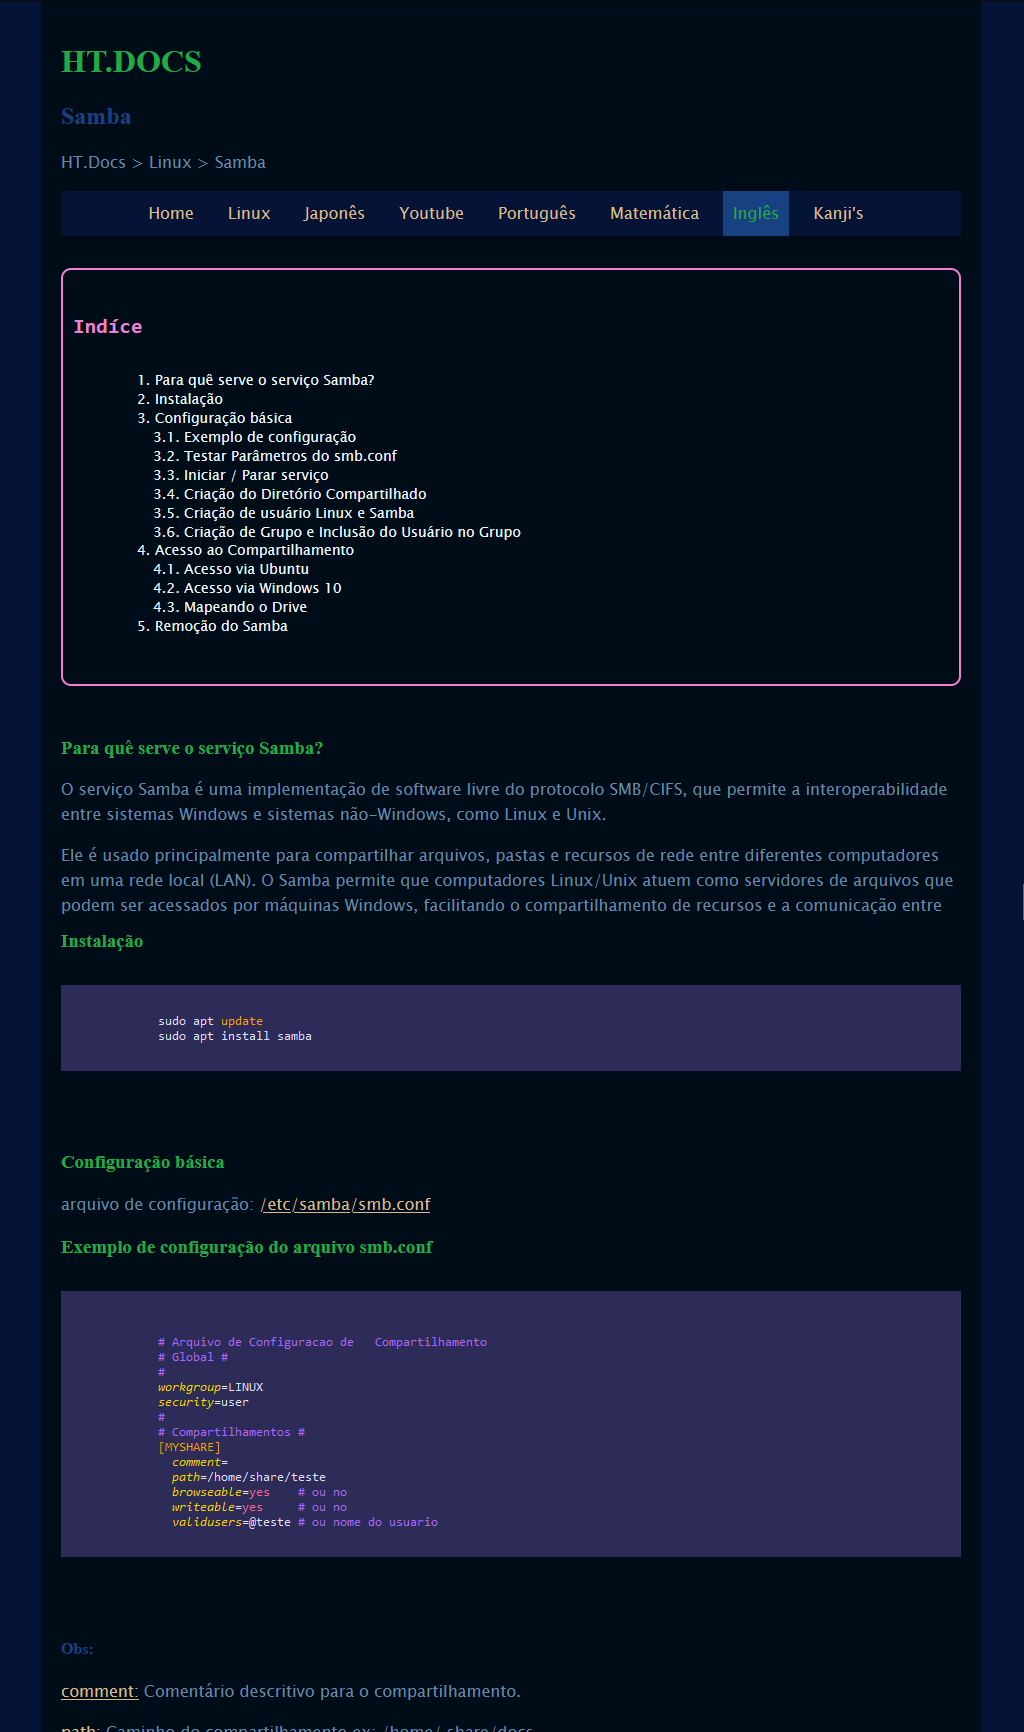 HT.DOCS
Samba
HT.Docs > Linux > Samba
Home Linux Japonês Youtube Português Matemática Inglês Kanji's
Indíce
1. Para quê serve o serviço Samba?
2. Instalação
3. Configuração básica
3.1. Exemplo de configuração
3.2. Testar Parâmetros do smb.conf
3.3. Iniciar / Parar serviço
3.4. Criação do Diretório Compartilhado
3.5. Criação de usuário Linux e Samba
3.6. Criação de Grupo e Inclusão do Usuário no Grupo
4. Acesso ao Compartilhamento
4.1. Acesso via Ubuntu
4.2. Acesso via Windows 10
4.3. Mapeando o Drive
5. Remoção do Samba
Para quê serve o serviço Samba?
O serviço Samba é uma implementação de software livre do protocolo SMB/CIFS, que permite a interoperabilidade
entre sistemas Windows e sistemas não-Windows, como Linux e Unix.
Ele é usado principalmente para compartilhar arquivos, pastas e recursos de rede entre diferentes computadores
em uma rede local (LAN). O Samba permite que computadores Linux/Unix atuem como servidores de arquivos que
podem ser acessados por máquinas Windows, facilitando o compartilhamento de recursos e a comunicação entre
Instalação
sudo apt update
sudo apt install samba
Configuração básica
arquivo de configuração: /etc/samba/smb.conf
Exemplo de configuração do arquivo smb.conf
# Arquivo de Configuracao de   Compartilhamento
# Global #
#
workgroup=LINUX
security=user
#
# Compartilhamentos #
[MYSHARE]
comment=
path=/home/share/teste
browseable=yes    # ou no
writeable=yes     # ou no
validusers=@teste # ou nome do usuario
Obs:
comment: Comentário descritivo para o compartilhamento.
path: Caminho do compartilhamento ex: /home/ share/docs